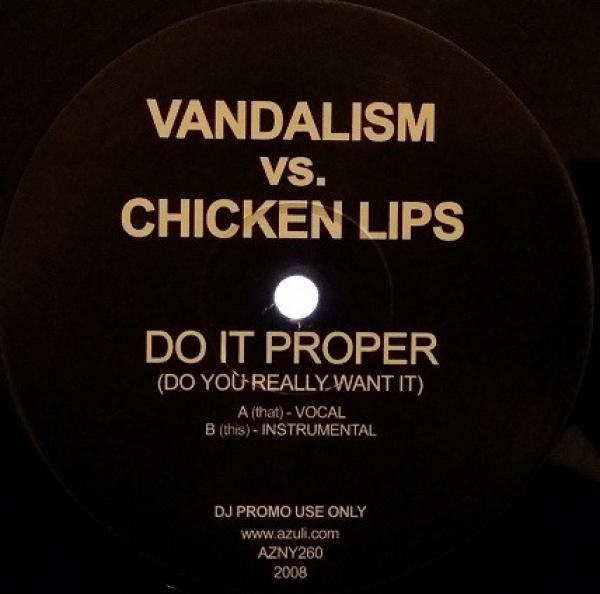 VANDALISM
vs.
CHICKEN LIPS
DO IT PROPER
(DO YOU REALLY WANT IT)
A (that) - VOCAL
B (this) - INSTRUMENTAL
DJ PROMO USE ONLY
www.azuli.com
AZNY260
2008